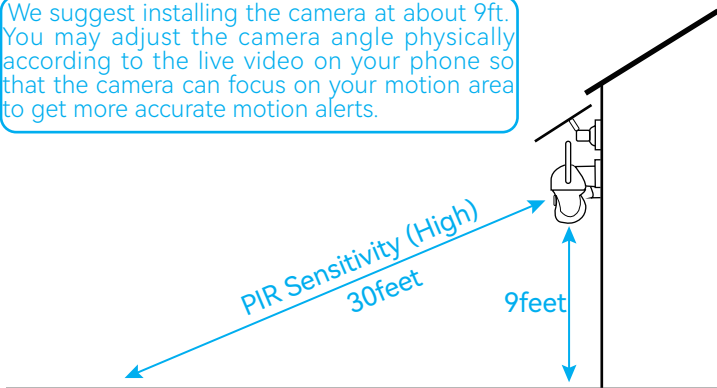 We suggest installing the camera at about 9ft.
You may adjust the camera angle physically
according to the live video on your phone so
that the camera can focus on your motion area
to get more accurate motion alerts.
PIR Sensitivity (High)
30feet
9feet